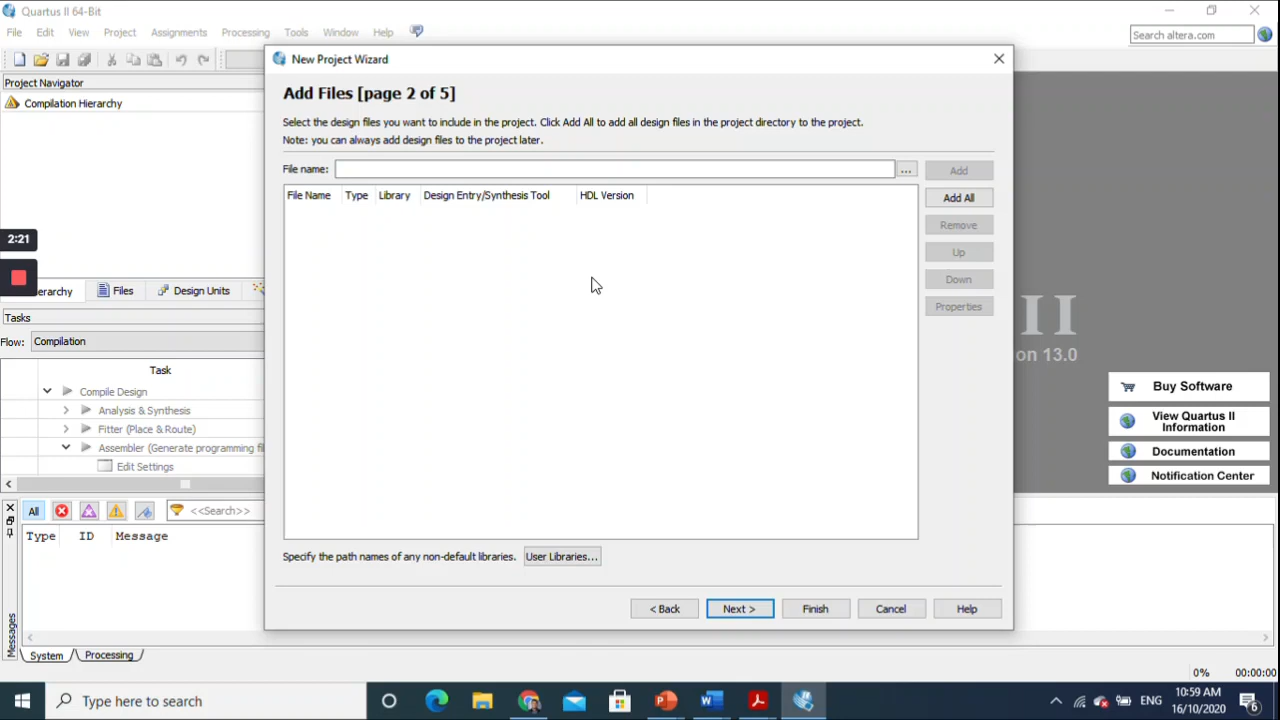 Quartus II 64-Bit
File Edit View Project Assignments Processing Tools Window Help
Search altera.com
Project Navigator
Compilation Hierarchy
2:21
erarchy
Files
Design Units
Tasks
Flow: Compilation
Task
Compile Design
Analysis & Synthesis
Fitter (Place & Route)
Assembler (Generate programming fil
Edit Settings
New Project Wizard
Add Files [page 2 of 5]
Select the design files you want to include in the project. Click Add All to add all design files in the project directory to the project.
Note: you can always add design files to the project later.
File name:
...
Add
File Name Type Library Design Entry/Synthesis Tool HDL Version
Add All
Remove
Up
Down
Properties
Specify the path names of any non-default libraries.
User Libraries...
< Back
Next >
Finish
Cancel
Help
II
on 13.0
Buy Software
View Quartus II
Information
Documentation
Notification Center
All
<<Search>>
Type ID Message
Messages
System
Processing
0% 00:00:00
Type here to search
ENG
10:59 AM
16/10/2020
6